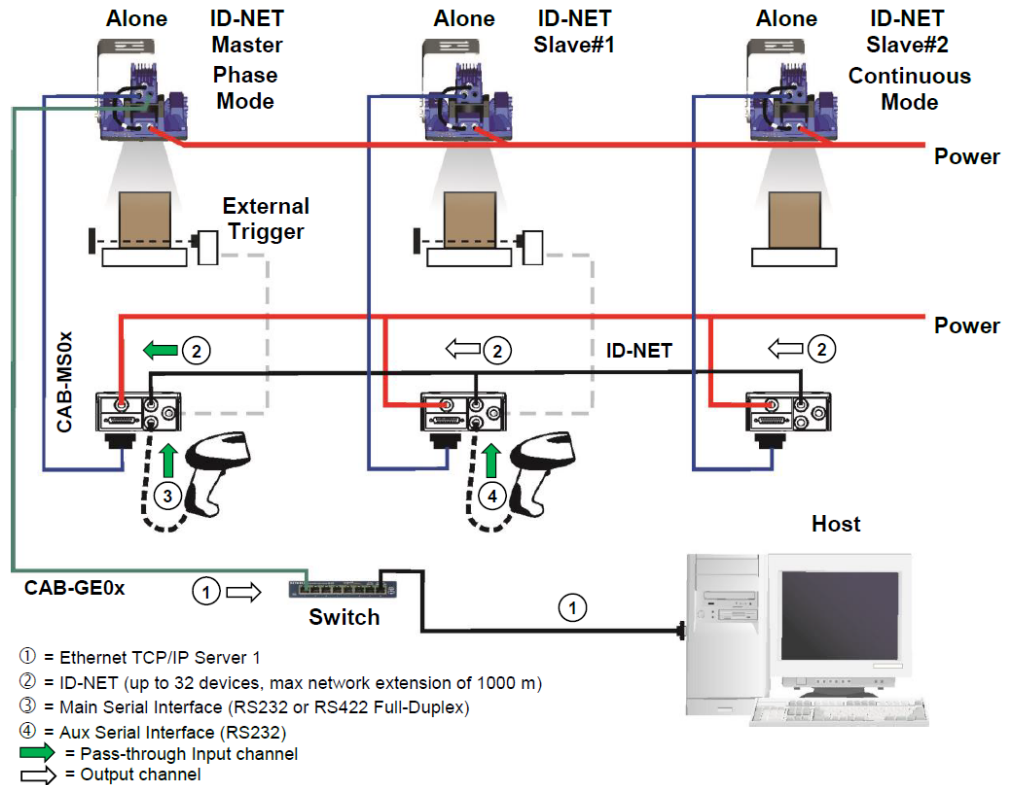 Alone
ID-NET
Master
Phase
Mode
Alone
ID-NET
Slave#1
Alone
ID-NET
Slave#2
Continuous
Mode
Power
External
Trigger
Power
CAB-MS0x
②
②
②
ID-NET
③
④
Host
CAB-GE0x
①
Switch
①
① = Ethernet TCP/IP Server 1
② = ID-NET (up to 32 devices, max network extension of 1000 m)
③ = Main Serial Interface (RS232 or RS422 Full-Duplex)
④ = Aux Serial Interface (RS232)
= Pass-through Input channel
= Output channel